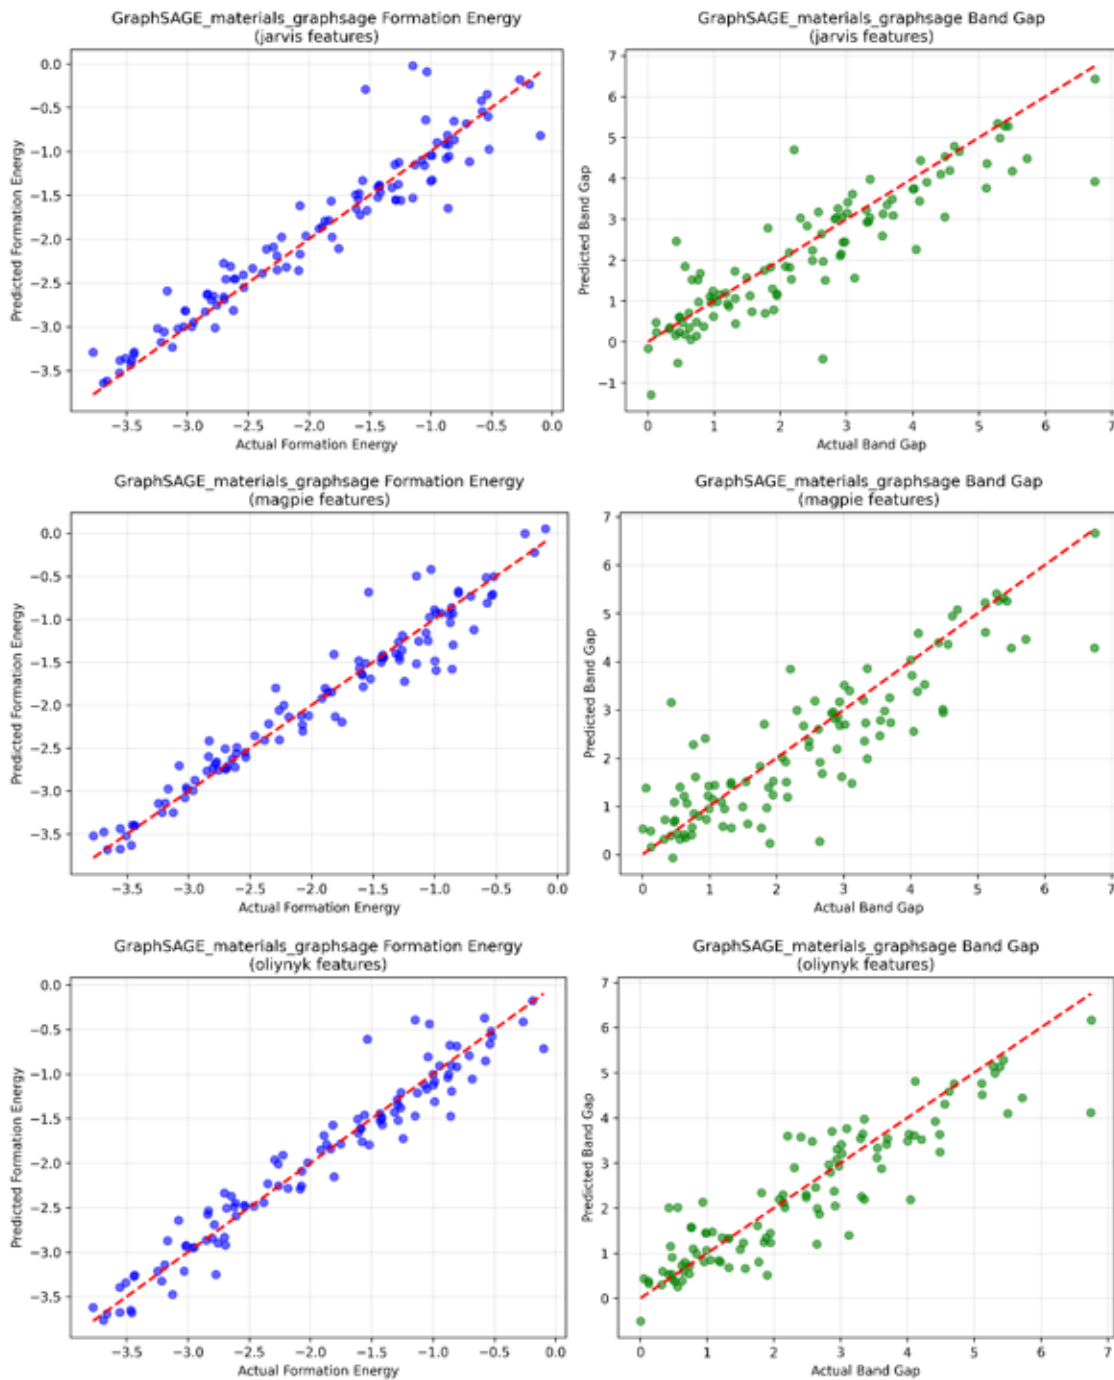 GraphSAGE_materials_graphsage Formation Energy
(jarvis features)
0.0
−0.5
−1.0
−1.5
−2.0
−2.5
−3.0
−3.5
Predicted Formation Energy
−3.5 −3.0 −2.5 −2.0 −1.5 −1.0 −0.5 0.0
Actual Formation Energy
GraphSAGE_materials_graphsage Band Gap
(jarvis features)
7
6
5
4
3
2
1
0
−1
Predicted Band Gap
0 1 2 3 4 5 6 7
Actual Band Gap
GraphSAGE_materials_graphsage Formation Energy
(magpie features)
0.0
−0.5
−1.0
−1.5
−2.0
−2.5
−3.0
−3.5
Predicted Formation Energy
−3.5 −3.0 −2.5 −2.0 −1.5 −1.0 −0.5 0.0
Actual Formation Energy
GraphSAGE_materials_graphsage Band Gap
(magpie features)
7
6
5
4
3
2
1
0
Predicted Band Gap
0 1 2 3 4 5 6 7
Actual Band Gap
GraphSAGE_materials_graphsage Formation Energy
(oliynyk features)
0.0
−0.5
−1.0
−1.5
−2.0
−2.5
−3.0
−3.5
Predicted Formation Energy
−3.5 −3.0 −2.5 −2.0 −1.5 −1.0 −0.5 0.0
Actual Formation Energy
GraphSAGE_materials_graphsage Band Gap
(oliynyk features)
7
6
5
4
3
2
1
0
Predicted Band Gap
0 1 2 3 4 5 6 7
Actual Band Gap